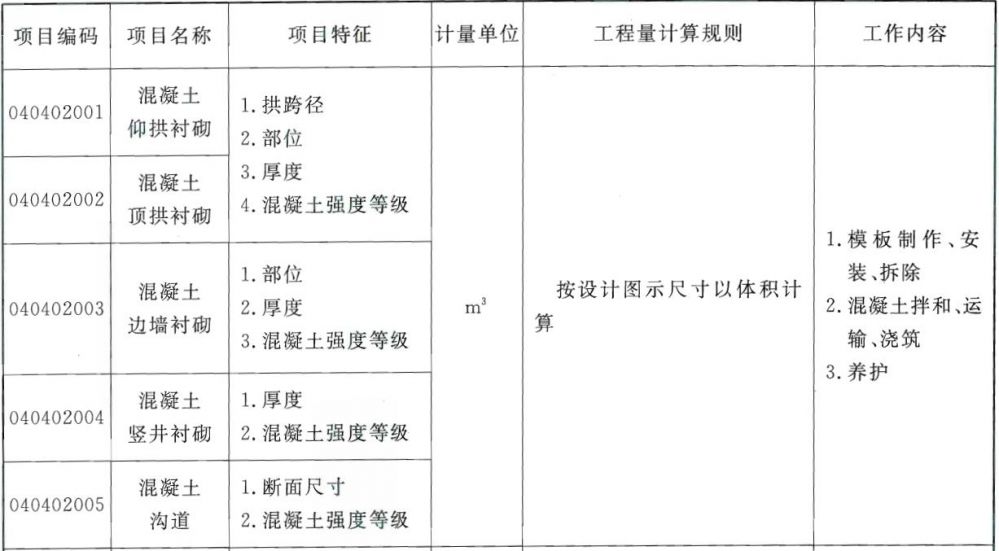 项目编码 项目名称 项目特征 计量单位 工程量计算规则 工作内容
040402001
混凝土
仰拱衬砌
1.拱跨径
2.部位
3.厚度
4.混凝土强度等级
040402002
混凝土
顶拱衬砌
040402003
混凝土
边墙衬砌
1.部位
2.厚度
3.混凝土强度等级
040402004
混凝土
竖井衬砌
1.厚度
2.混凝土强度等级
040402005
混凝土
沟道
1.断面尺寸
2.混凝土强度等级
m³
按设计图示尺寸以体积计
算
1.模板制作、安
装、拆除
2.混凝土拌和、运
输、浇筑
3.养护